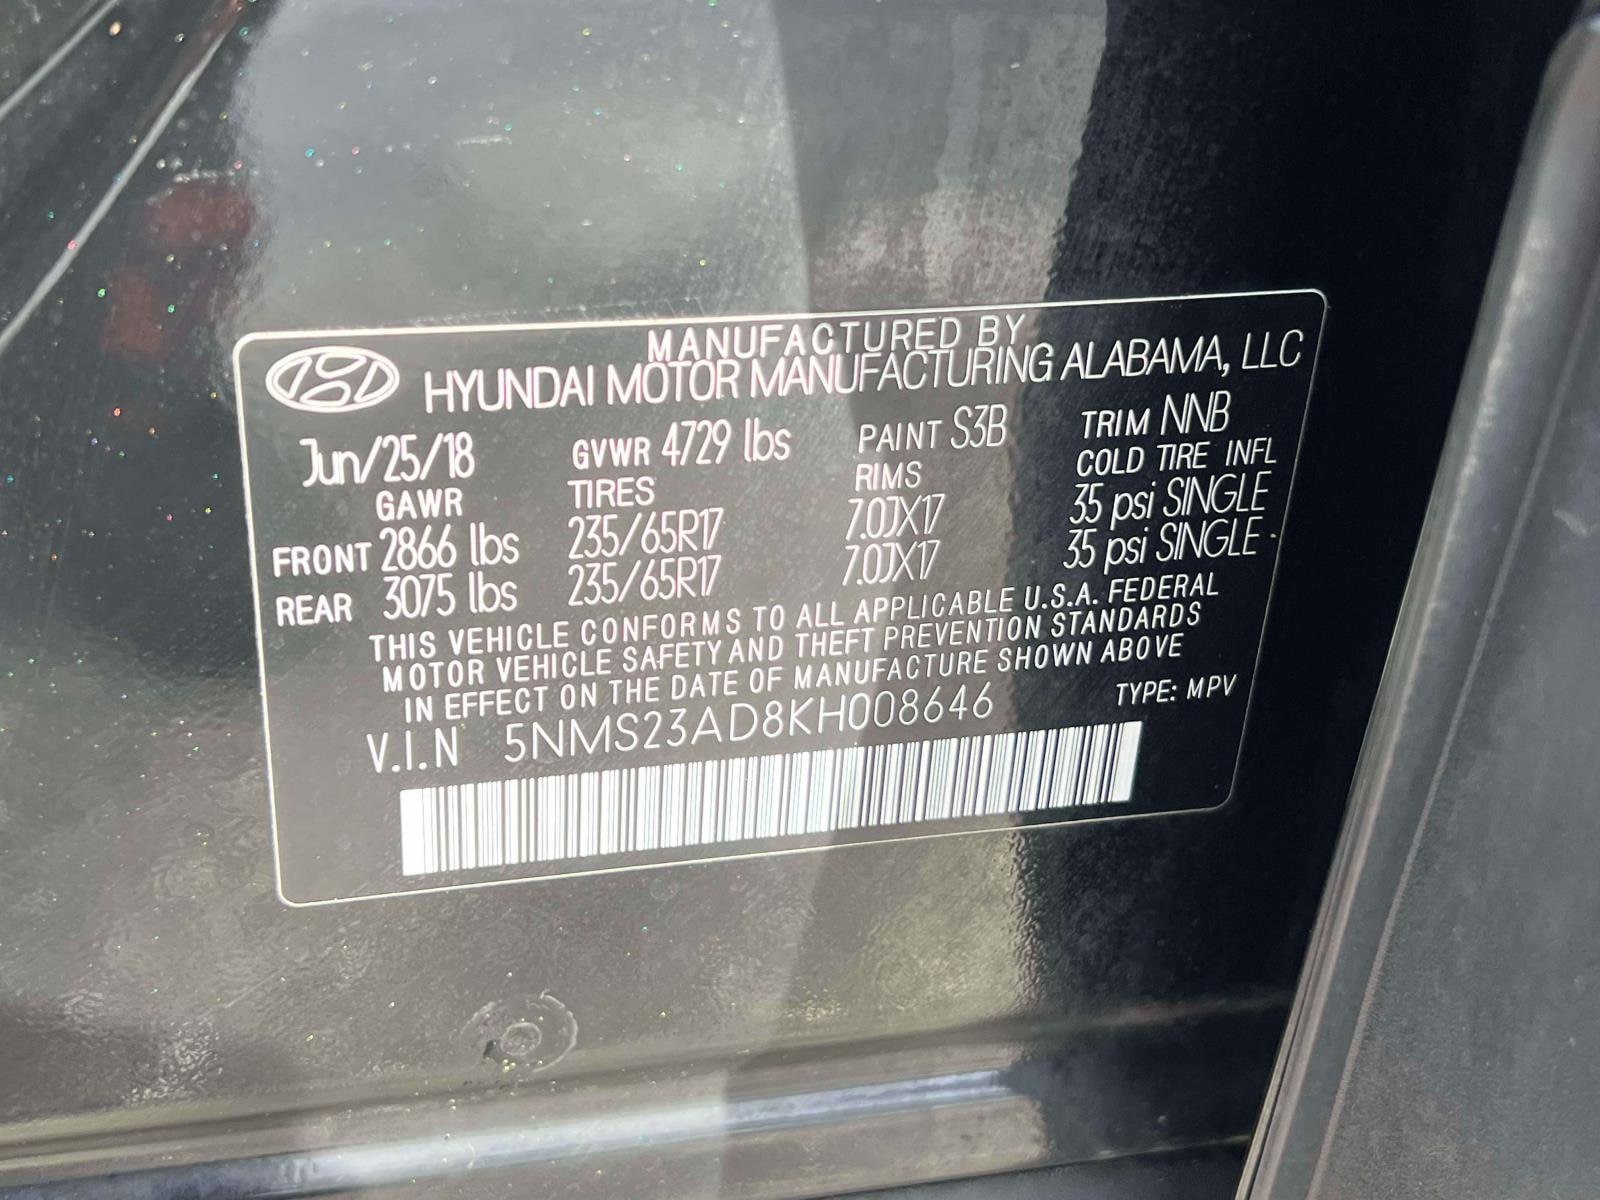 MANUFACTURED BY
HYUNDAI MOTOR MANUFACTURING ALABAMA, LLC
Jun/25/18 GVWR 4729 lbs PAINT S3B TRIM NNB
GAWR TIRES RIMS COLD TIRE INFL
FRONT 2866 lbs 235/65R17 7.0JX17 35 psi SINGLE
REAR 3075 lbs 235/65R17 7.0JX17 35 psi SINGLE
THIS VEHICLE CONFORMS TO ALL APPLICABLE U.S.A. FEDERAL
MOTOR VEHICLE SAFETY AND THEFT PREVENTION STANDARDS
IN EFFECT ON THE DATE OF MANUFACTURE SHOWN ABOVE
V.I.N 5NMS23AD8KH008646 TYPE: MPV